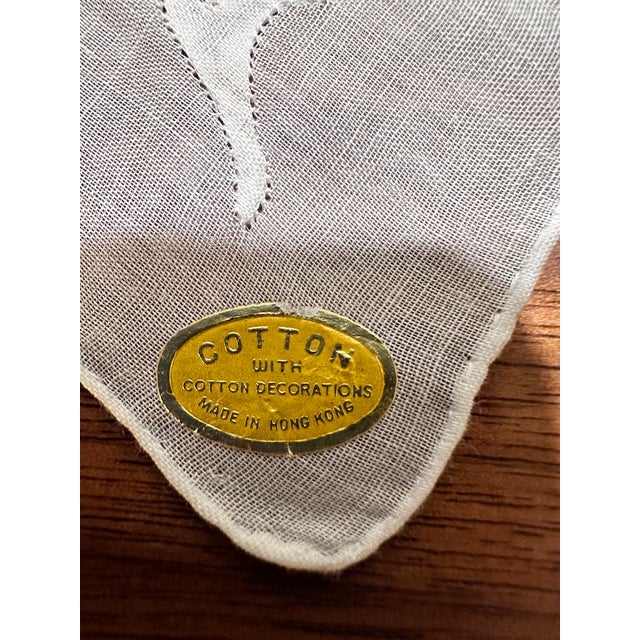 COTTON
WITH
COTTON DECORATIONS
MADE IN HONG KONG